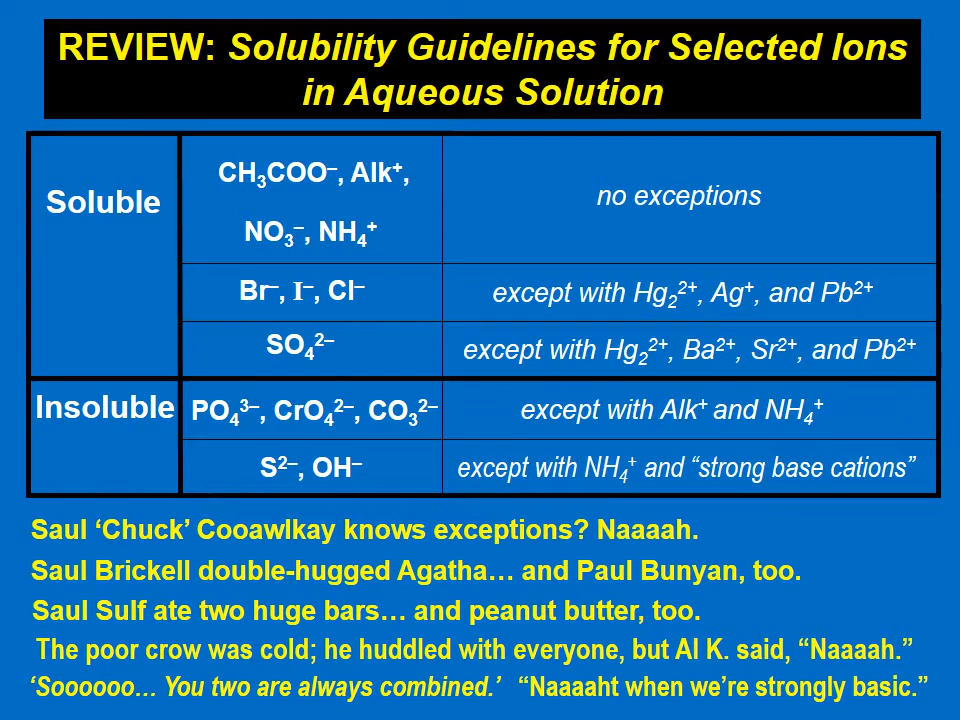 REVIEW: Solubility Guidelines for Selected Ions
in Aqueous Solution
Soluble
CH₃COO⁻, Alk⁺,
NO₃⁻, NH₄⁺
no exceptions
Br⁻, I⁻, Cl⁻
except with Hg₂²⁺, Ag⁺, and Pb²⁺
SO₄²⁻
except with Hg₂²⁺, Ba²⁺, Sr²⁺, and Pb²⁺
Insoluble
PO₄³⁻, CrO₄²⁻, CO₃²⁻
except with Alk⁺ and NH₄⁺
S²⁻, OH⁻
except with NH₄⁺ and “strong base cations”
Saul ‘Chuck’ Cooawlkay knows exceptions? Naaaah.
Saul Brickell double-hugged Agatha… and Paul Bunyan, too.
Saul Sulf ate two huge bars… and peanut butter, too.
The poor crow was cold; he huddled with everyone, but Al K. said, “Naaaah.”
‘Soooooo… You two are always combined.’ “Naaaaht when we’re strongly basic.”